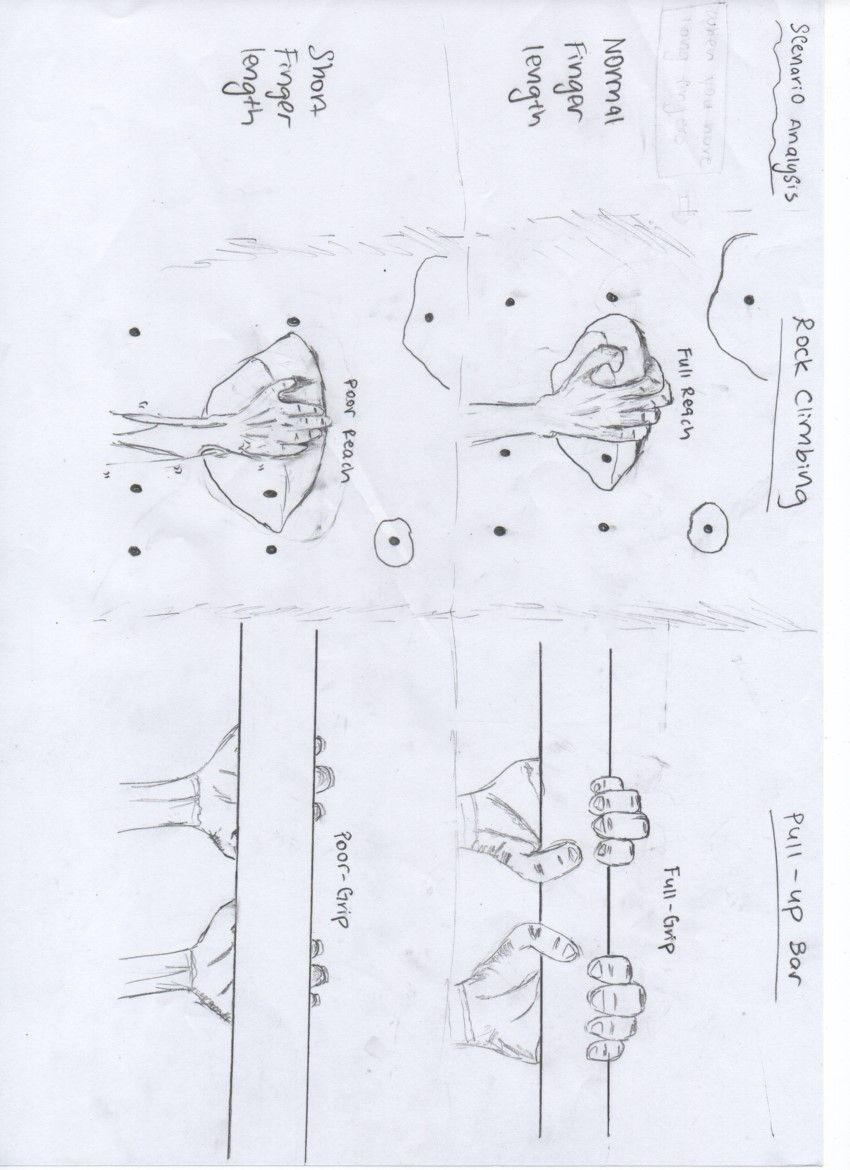 Scenario Analysis
Rock Climbing
Pull-up Bar
Normal
Finger
length
Full Reach
Full-Grip
Short
Finger
length
Poor Reach
Poor-Grip